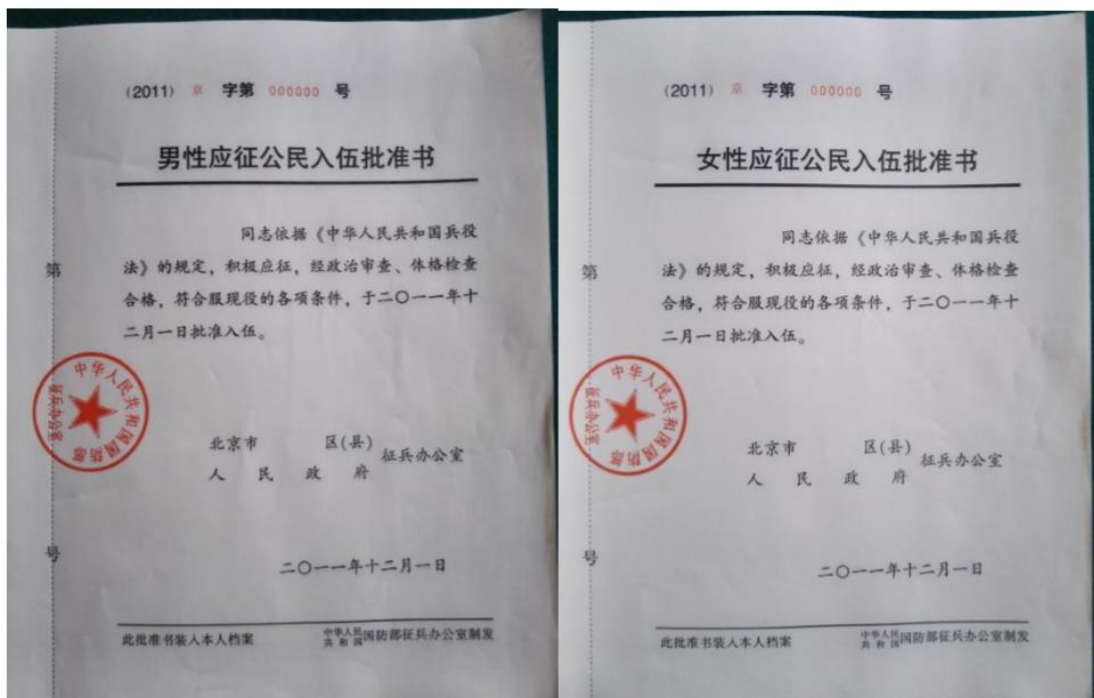 (2011) 京 字第 000000 号
男性应征公民入伍批准书
同志依据《中华人民共和国兵役
法》的规定，积极应征，经政治审查、体格检查
合格，符合服现役的各项条件，于二〇一一年十
二月一日批准入伍。
第
号
中华人民共和国国防部
征兵办公室
北京市 区(县) 征兵办公室
人民政府
二〇一一年十二月一日
此批准书装入本人档案 中华人民共和国国防部征兵办公室制发
(2011) 京 字第 000000 号
女性应征公民入伍批准书
同志依据《中华人民共和国兵役
法》的规定，积极应征，经政治审查、体格检查
合格，符合服现役的各项条件，于二〇一一年十
二月一日批准入伍。
第
号
中华人民共和国国防部
征兵办公室
北京市 区(县) 征兵办公室
人民政府
二〇一一年十二月一日
此批准书装入本人档案 中华人民共和国国防部征兵办公室制发